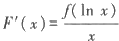 F′(x) = f(ln x)/x